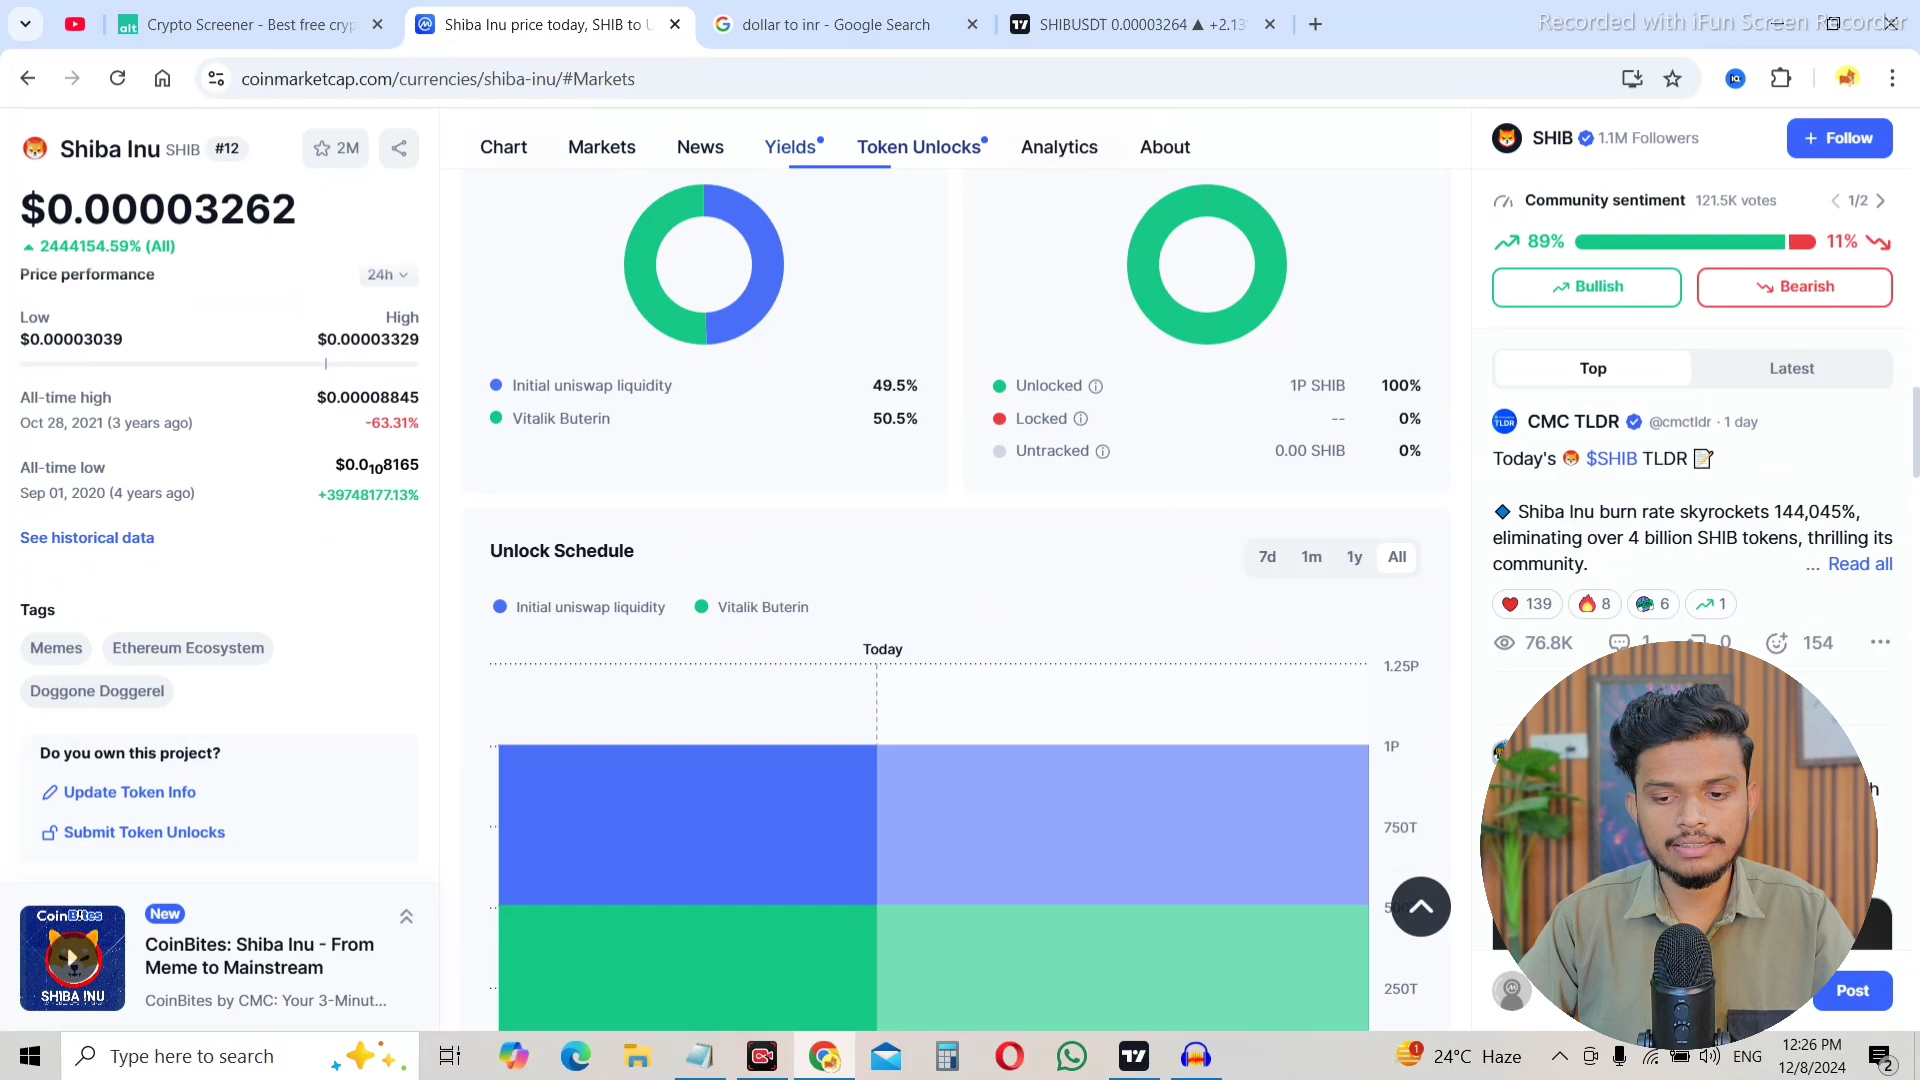 Recorded with iFun Screen Recorder
Crypto Screener - Best free cryp
Shiba Inu price today, SHIB to U
dollar to inr - Google Search
SHIBUSDT 0.00003264 ▲ +2.13
coinmarketcap.com/currencies/shiba-inu/#Markets
Shiba Inu SHIB #12
2M
$0.00003262
2444154.59% (All)
Price performance
24h
Low
High
$0.00003039
$0.00003329
All-time high
$0.00008845
Oct 28, 2021 (3 years ago)
-63.31%
All-time low
$0.0₁₀8165
Sep 01, 2020 (4 years ago)
+39748177.13%
See historical data
Tags
Memes
Ethereum Ecosystem
Doggone Doggerel
Do you own this project?
Update Token Info
Submit Token Unlocks
CoinBites
SHIBA INU
New
CoinBites: Shiba Inu - From
Meme to Mainstream
CoinBites by CMC: Your 3-Minut...
Chart
Markets
News
Yields
Token Unlocks
Analytics
About
Initial uniswap liquidity 49.5%
Vitalik Buterin 50.5%
Unlocked 1P SHIB 100%
Locked -- 0%
Untracked 0.00 SHIB 0%
Unlock Schedule
7d 1m 1y All
Initial uniswap liquidity
Vitalik Buterin
Today
1.25P
1P
750T
250T
SHIB 1.1M Followers
+ Follow
Community sentiment 121.5K votes
1/2
89%
11%
Bullish
Bearish
Top
Latest
TLDR
CMC TLDR @cmctldr · 1 day
Today's $SHIB TLDR
Shiba Inu burn rate skyrockets 144,045%,
eliminating over 4 billion SHIB tokens, thrilling its
community. ... Read all
139
8
6
1
76.8K
1
0
154
Post
Type here to search
1
24°C Haze
ENG
12:26 PM
12/8/2024
2